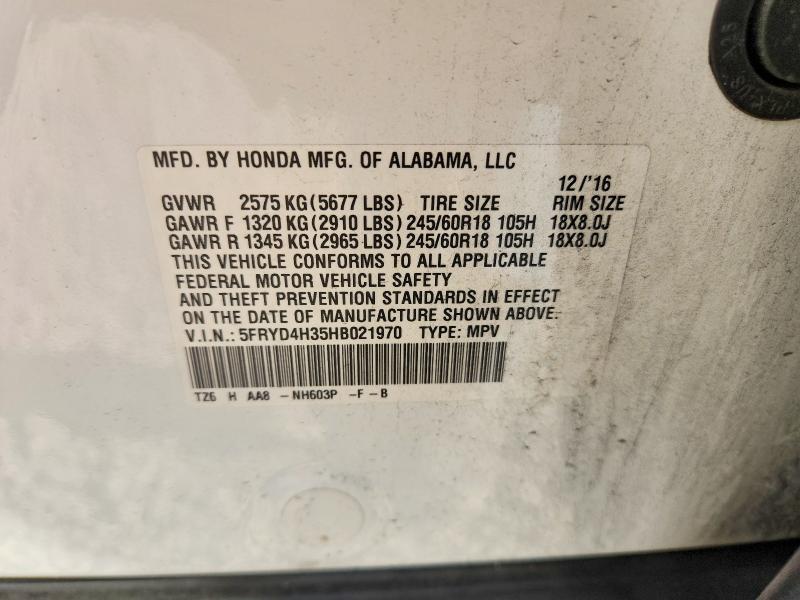 MFD. BY HONDA MFG. OF ALABAMA, LLC
12/'16
GVWR 2575 KG(5677 LBS) TIRE SIZE RIM SIZE
GAWR F 1320 KG(2910 LBS) 245/60R18 105H 18X8.0J
GAWR R 1345 KG(2965 LBS) 245/60R18 105H 18X8.0J
THIS VEHICLE CONFORMS TO ALL APPLICABLE
FEDERAL MOTOR VEHICLE SAFETY
AND THEFT PREVENTION STANDARDS IN EFFECT
ON THE DATE OF MANUFACTURE SHOWN ABOVE.
V.I.N.: 5FRYD4H35HB021970 TYPE: MPV
TZ6 H AA8 - NH603P -F - B